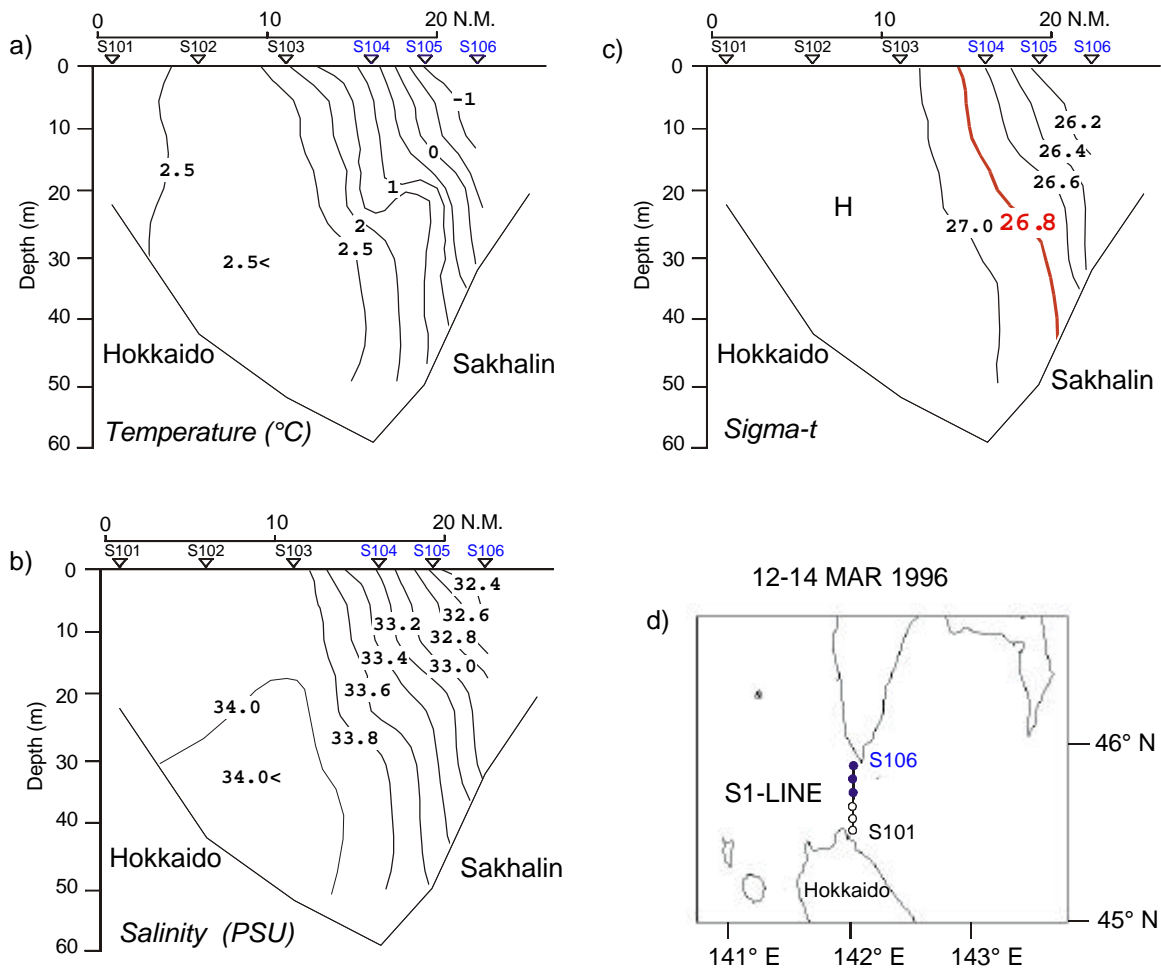 a)
0 10 20 N.M.
S101 S102 S103 S104 S105 S106
0
10
20
30
40
50
60
Depth (m)
-1
0
2.5
1
2
2.5
2.5<
Hokkaido
Sakhalin
Temperature (°C)
c)
0 10 20 N.M.
S101 S102 S103 S104 S105 S106
0
10
20
30
40
50
60
Depth (m)
26.2
26.4
26.6
H
27.0 26.8
Hokkaido
Sakhalin
Sigma-t
b)
0 10 20 N.M.
S101 S102 S103 S104 S105 S106
0
10
20
30
40
50
60
Depth (m)
32.4
32.6
33.2
32.8
33.4
33.0
33.6
34.0
33.8
34.0<
Hokkaido
Sakhalin
Salinity (PSU)
12-14 MAR 1996
d)
46° N
S106
S1-LINE
S101
Hokkaido
45° N
141° E 142° E 143° E